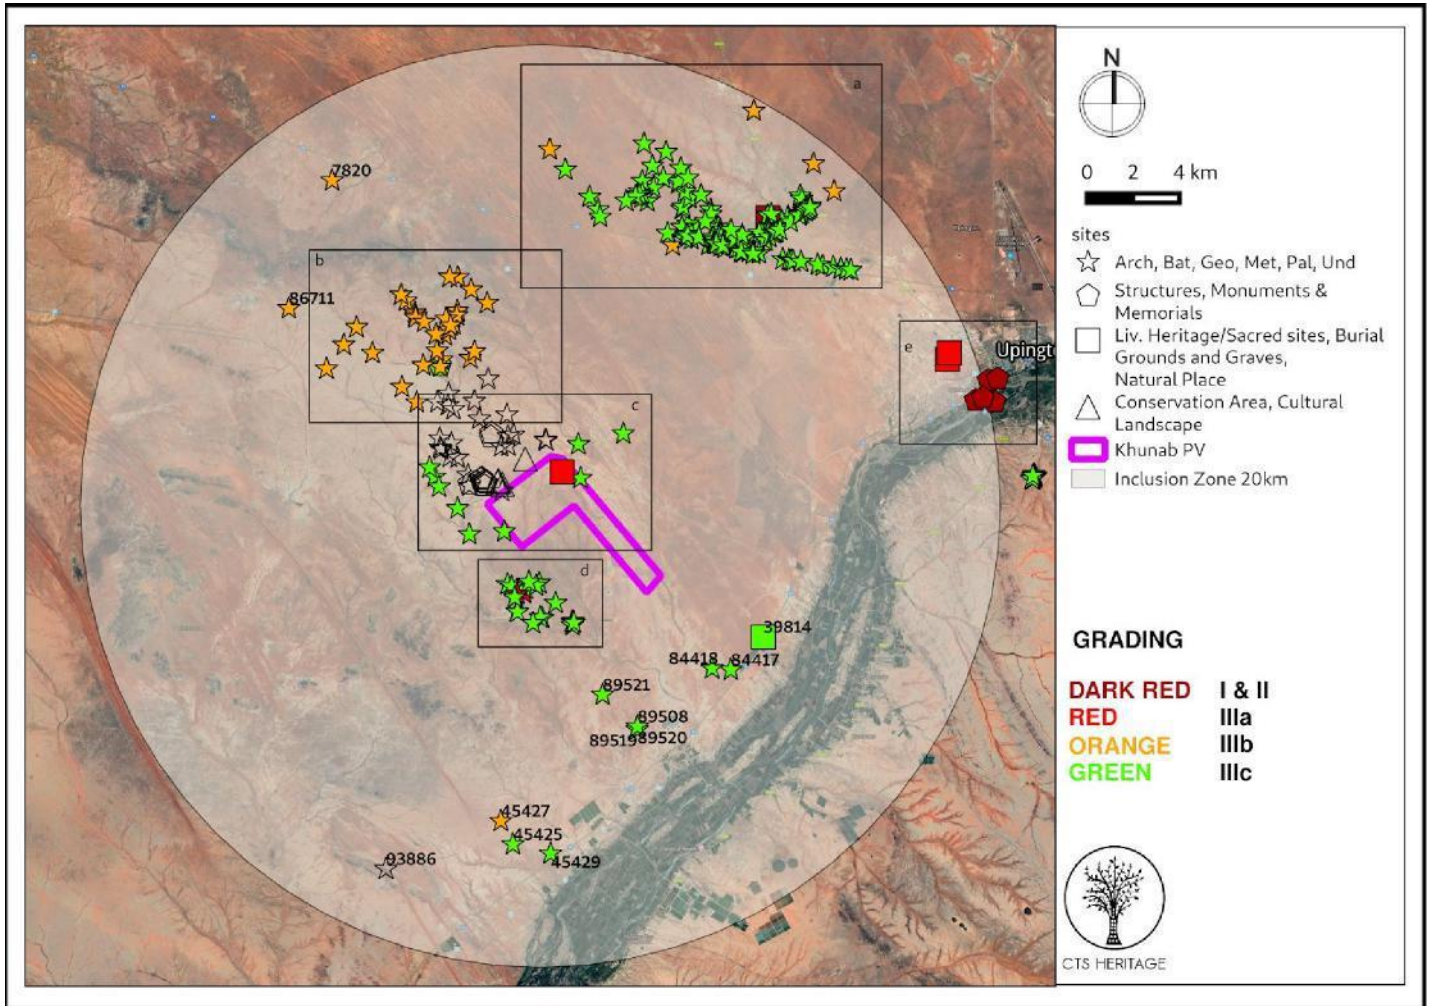 a
7820
b
86711
e
Upingto
c
d
39814
84418
84417
89521
89508
89519
89520
45427
45425
45429
93886
N
0 2 4 km
sites
Arch, Bat, Geo, Met, Pal, Und
Structures, Monuments &
Memorials
Liv. Heritage/Sacred sites, Burial
Grounds and Graves,
Natural Place
Conservation Area, Cultural
Landscape
Khunab PV
Inclusion Zone 20km
GRADING
DARK RED I & II
RED IIIa
ORANGE IIIb
GREEN IIIc
CTS HERITAGE